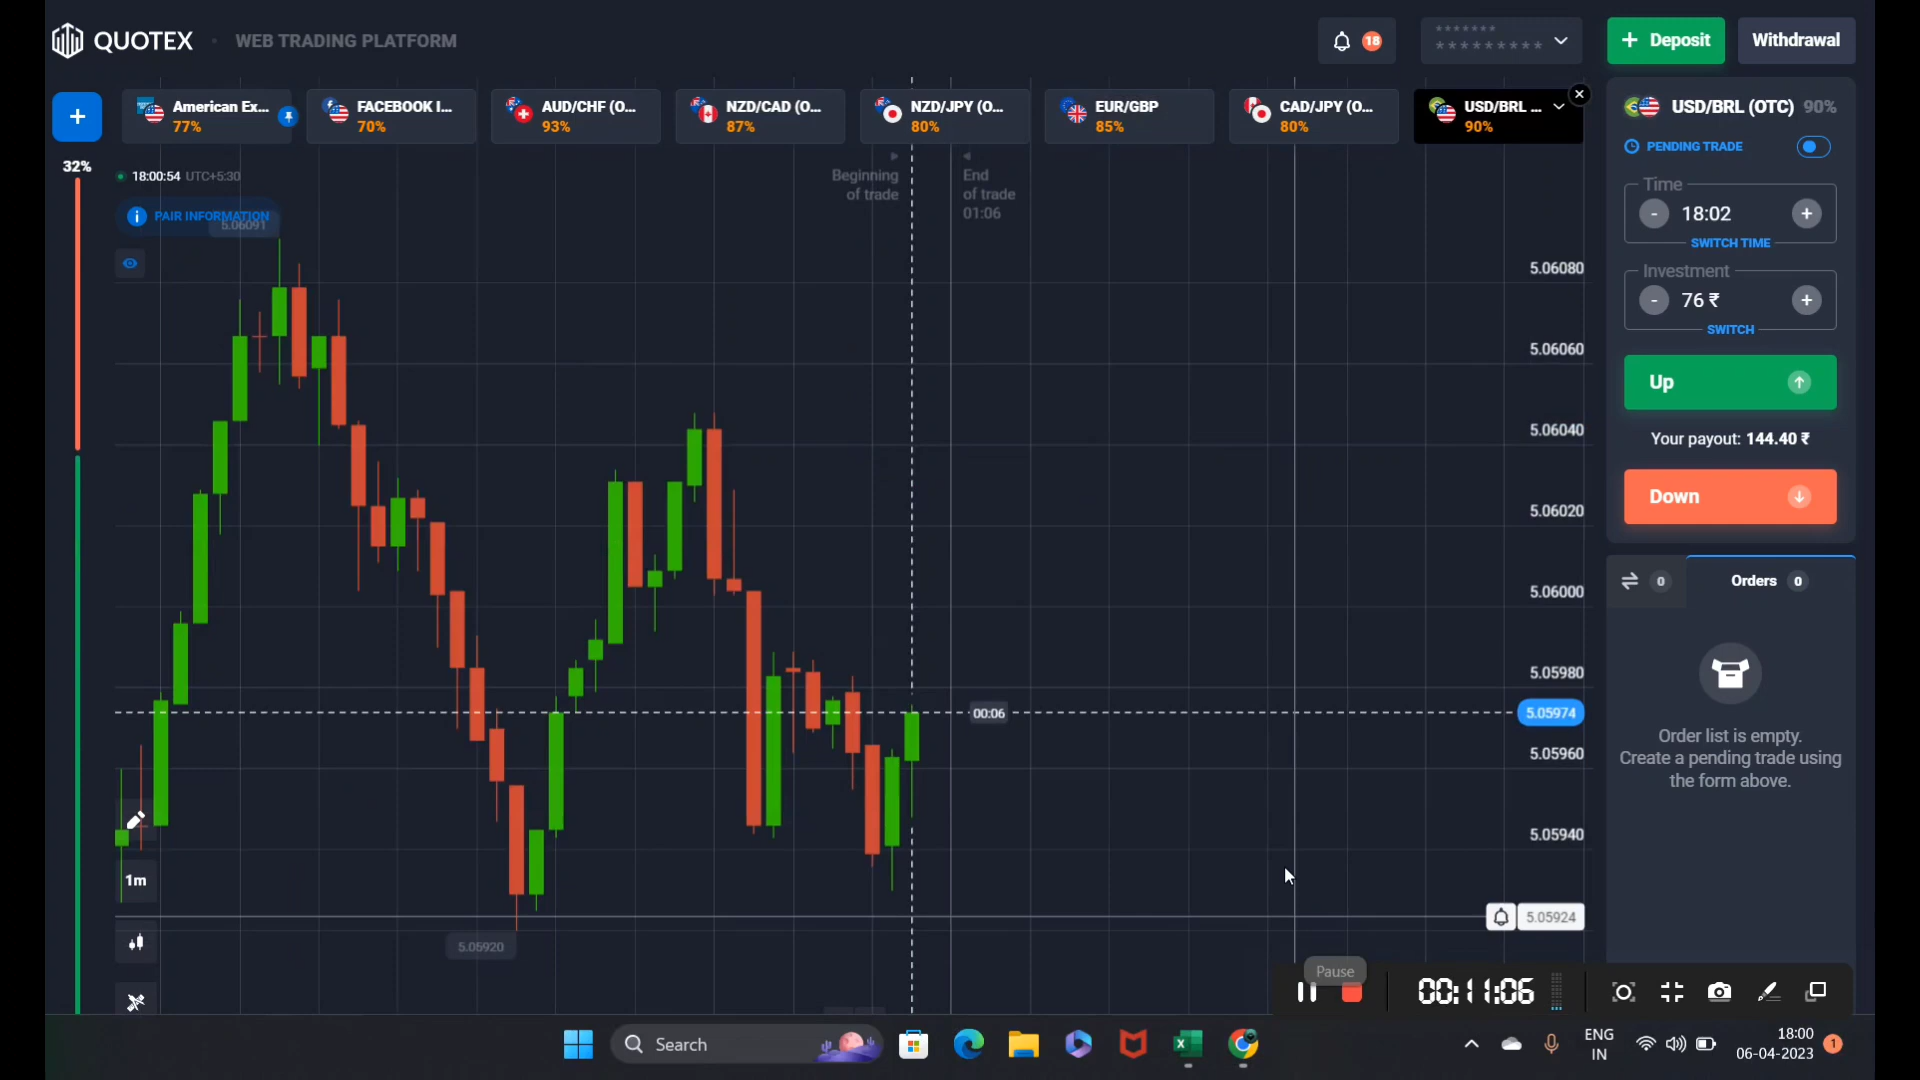 QUOTEX
WEB TRADING PLATFORM
18
*******
*********
+ Deposit
Withdrawal
American Ex...
77%
FACEBOOK I...
70%
AUD/CHF (O...
93%
NZD/CAD (O...
87%
NZD/JPY (O...
80%
EUR/GBP
85%
CAD/JPY (O...
80%
USD/BRL ...
90%
USD/BRL (OTC) 90%
32%
18:00:54 UTC+5:30
PAIR INFORMATION
5.06091
Beginning
of trade
End
of trade
01:06
PENDING TRADE
Time
- 18:02 +
SWITCH TIME
Investment
- 76 ₹ +
SWITCH
Up
Your payout: 144.40 ₹
Down
0
Orders 0
Order list is empty.
Create a pending trade using
the form above.
5.06080
5.06060
5.06040
5.06020
5.06000
5.05980
00:06
5.05974
5.05960
5.05940
5.05924
5.05920
1m
Pause
00:11:06
Search
ENG
IN
18:00
06-04-2023
1